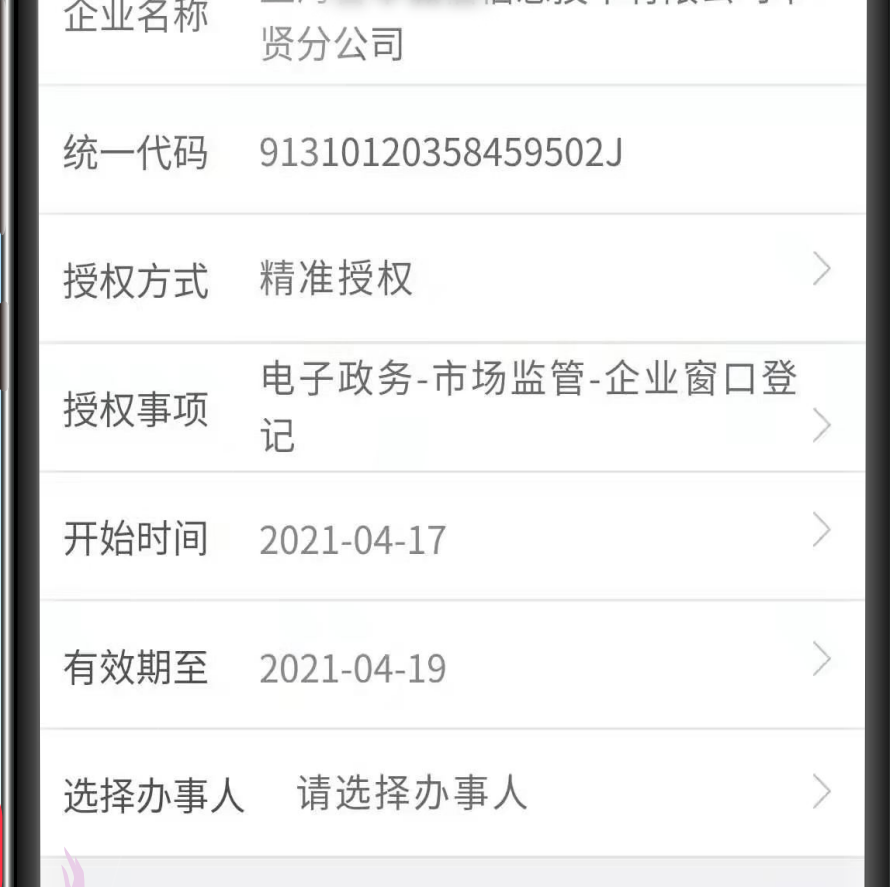 企业名称
贤分公司
统一代码 91310120358459502J
授权方式 精准授权
授权事项 电子政务-市场监管-企业窗口登
记
开始时间 2021-04-17
有效期至 2021-04-19
选择办事人 请选择办事人